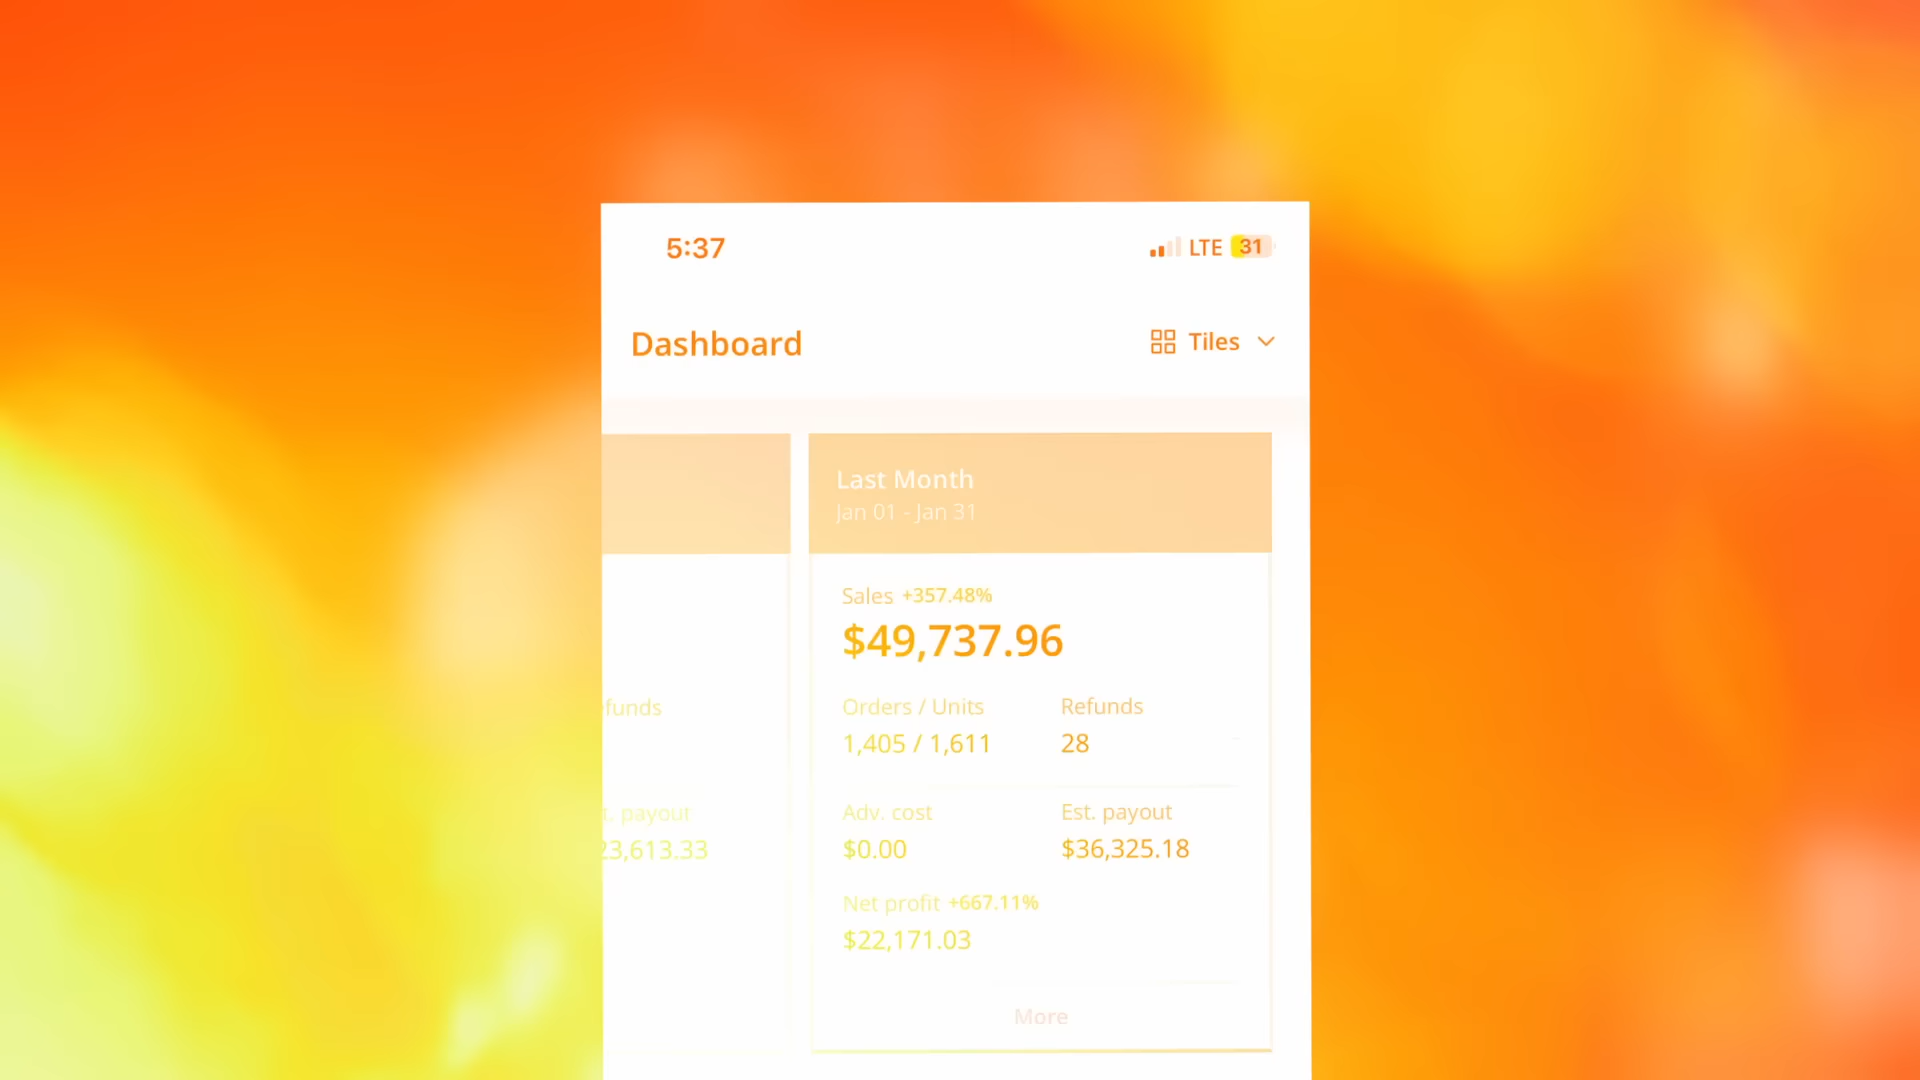 5:37
LTE 31
Dashboard
Tiles
Last Month
Jan 01 - Jan 31
Sales +357.48%
$49,737.96
funds
Orders / Units
Refunds
1,405 / 1,611
28
t. payout
Adv. cost
Est. payout
23,613.33
$0.00
$36,325.18
Net profit +667.11%
$22,171.03
More